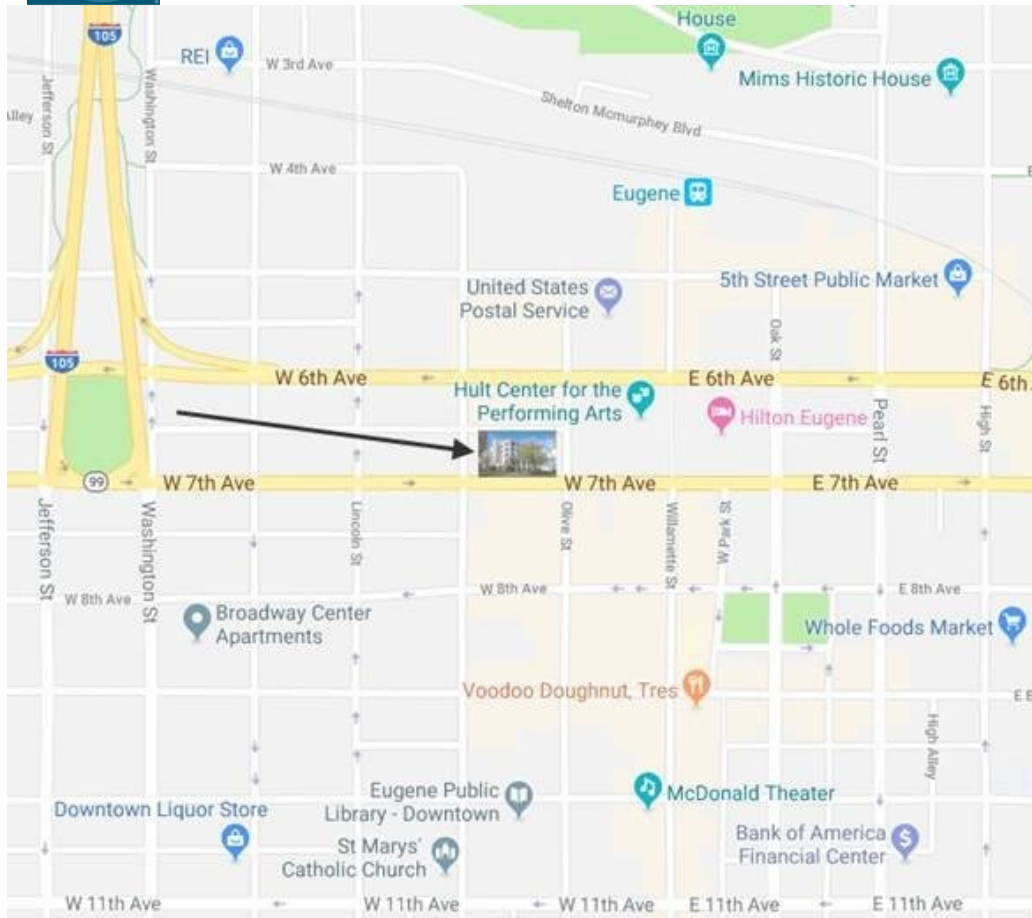 House
105
REI
W 3rd Ave
Mims Historic House
Jefferson St
Washington St
Alley
Shelton Mcmurphey Blvd
W 4th Ave
Eugene
United States
Postal Service
5th Street Public Market
Oak St
105
W 6th Ave
E 6th Ave
E 6th
Hult Center for the
Performing Arts
Hilton Eugene
Pearl St
High St
99
W 7th Ave
W 7th Ave
E 7th Ave
Jefferson St
Washington St
Lincoln St
Olive St
Willamette St
W Park St
W 8th Ave
W 8th Ave
E 8th Ave
Broadway Center
Apartments
Whole Foods Market
Voodoo Doughnut, Tres
E 8
High Alley
Eugene Public
Library - Downtown
McDonald Theater
Downtown Liquor Store
St Marys'
Catholic Church
Bank of America
Financial Center
W 11th Ave
W 11th Ave
W 11th Ave
E 11th Ave
E 11th Ave